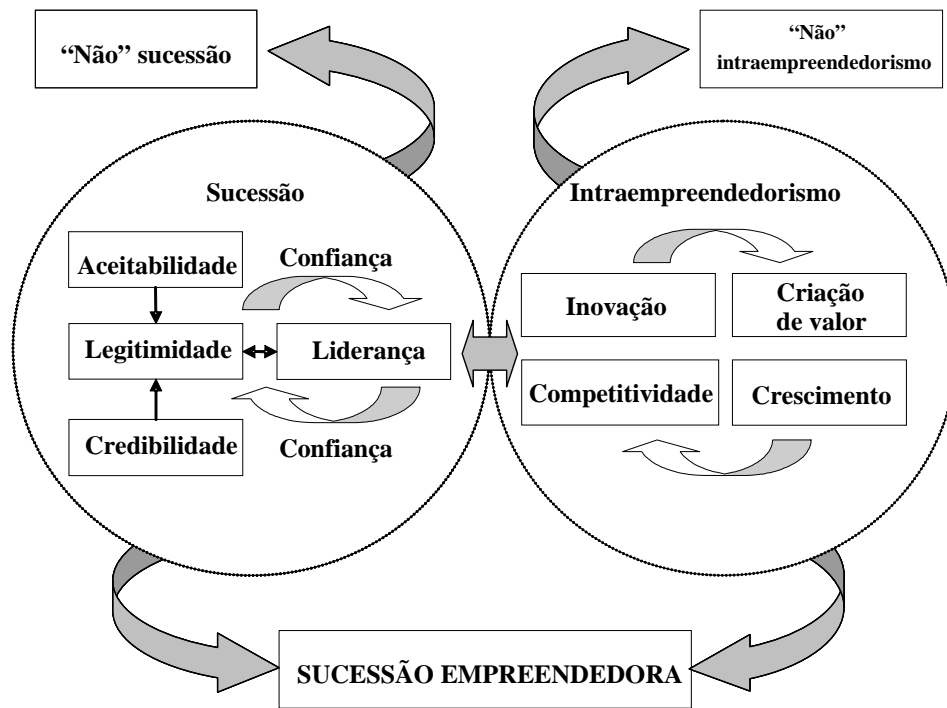 “Não” sucessão
“Não”
intraempreendedorismo
Sucessão
Aceitabilidade
Confiança
Legitimidade
Liderança
Credibilidade
Confiança
Intraempreendedorismo
Inovação
Criação
de valor
Competitividade
Crescimento
SUCESSÃO EMPREENDEDORA